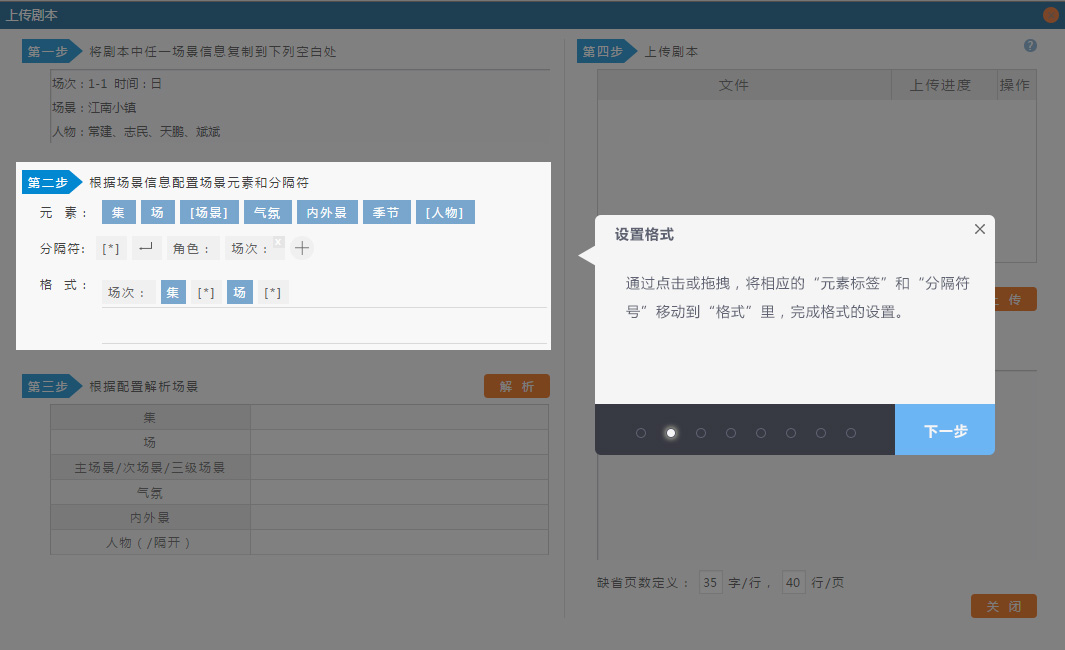 上传剧本
第一步 将剧本中任一场景信息复制到下列空白处
场次：1-1 时间：日
场景：江南小镇
人物：常建、志民、天鹏、斌斌
第二步 根据场景信息配置场景元素和分隔符
元 素： 集 场 [场景] 气氛 内外景 季节 [人物]
分隔符: [*] 角色： 场次： x
格 式： 场次： 集 [*] 场 [*]
第三步 根据配置解析场景 解 析
集
场
主场景/次场景/三级场景
气氛
内外景
人物（/隔开）
第四步 上传剧本 ?
文件 上传进度 操作
设置格式
通过点击或拖拽，将相应的“元素标签”和“分隔符
号”移动到“格式”里，完成格式的设置。
上 传
下一步
缺省页数定义： 35 字/行， 40 行/页
关 闭